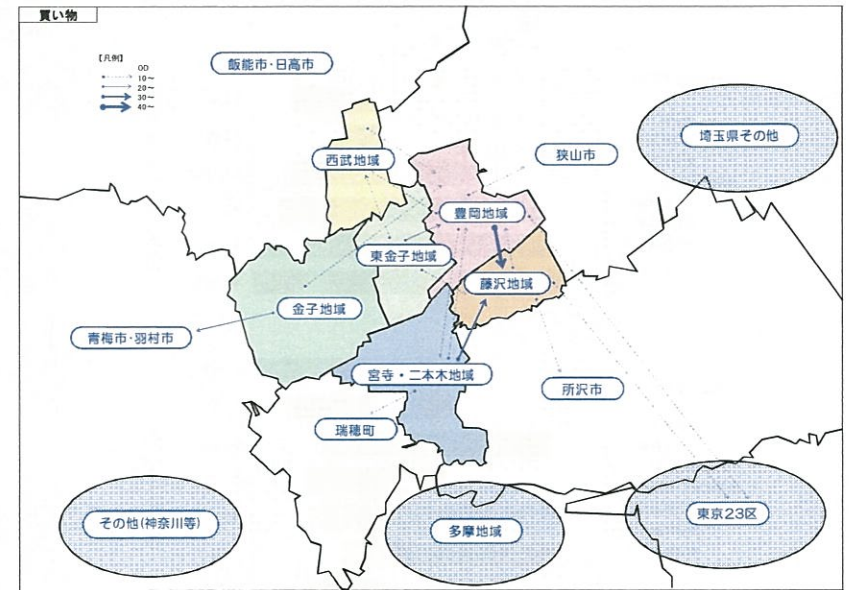 買い物
【凡例】
OD
10～
20～
30～
40～
飯能市・日高市
埼玉県その他
狭山市
西武地域
豊岡地域
東金子地域
藤沢地域
金子地域
青梅市・羽村市
宮寺・二本木地域
所沢市
瑞穂町
その他(神奈川等)
多摩地域
東京23区